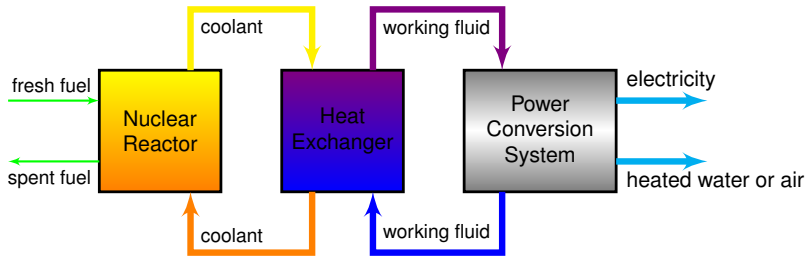 coolant
working fluid
fresh fuel
electricity
Nuclear
Reactor
Heat
Exchanger
Power
Conversion
System
spent fuel
heated water or air
coolant
working fluid